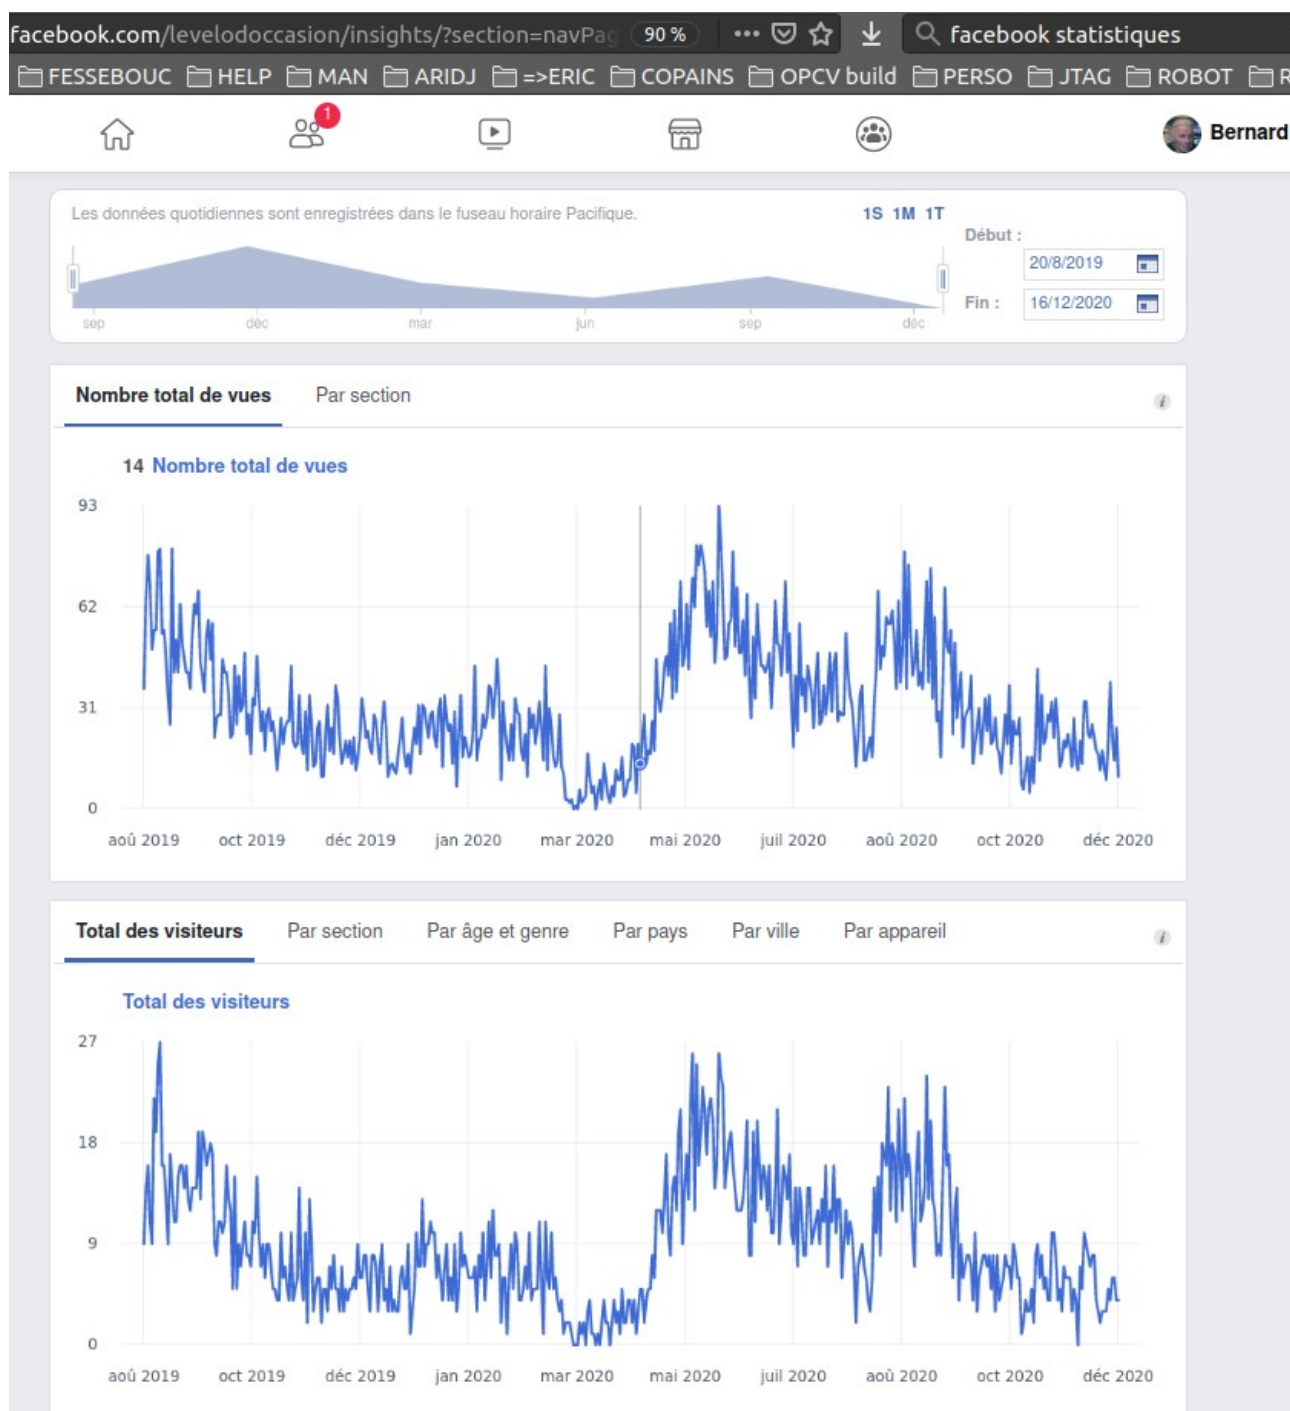 facebook.com/levelodoccasion/insights/?section=navPag 90 % facebook statistiques
FESSEBOUC HELP MAN ARIDJ =>ERIC COPAINS OPCV build PERSO JTAG ROBOT R
1
Bernard
Les données quotidiennes sont enregistrées dans le fuseau horaire Pacifique. 1S 1M 1T
Début :
20/8/2019
Fin : 16/12/2020
sep déc mar jun sep déc
Nombre total de vues Par section
14 Nombre total de vues
93
62
31
0
aoû 2019 oct 2019 déc 2019 jan 2020 mar 2020 mai 2020 juil 2020 aoû 2020 oct 2020 déc 2020
Total des visiteurs Par section Par âge et genre Par pays Par ville Par appareil
Total des visiteurs
27
18
9
0
aoû 2019 oct 2019 déc 2019 jan 2020 mar 2020 mai 2020 juil 2020 aoû 2020 oct 2020 déc 2020